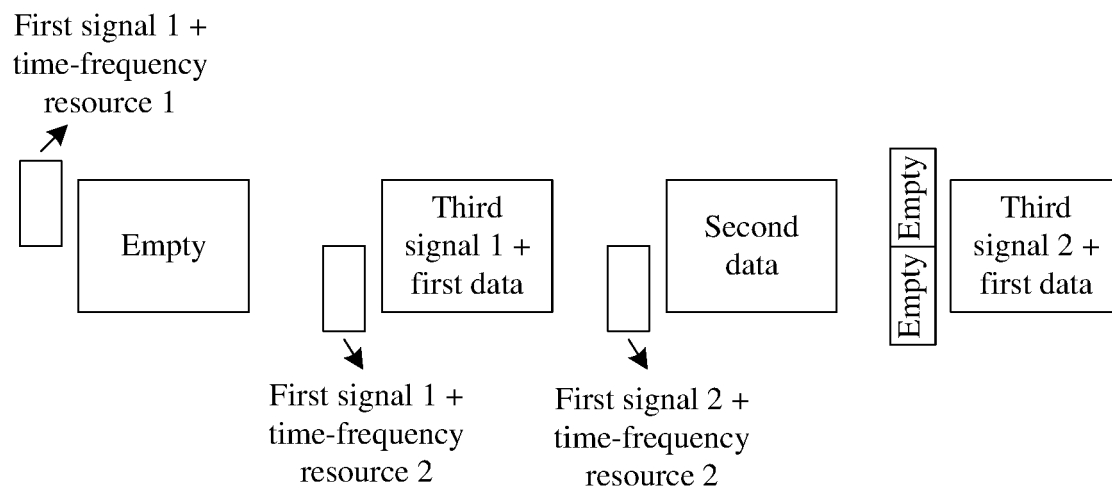 First signal 1 +
time-frequency
resource 1
Empty
Third
signal 1 +
first data
Second
data
Empty
Empty
Third
signal 2 +
first data
First signal 1 +
time-frequency
resource 2
First signal 2 +
time-frequency
resource 2